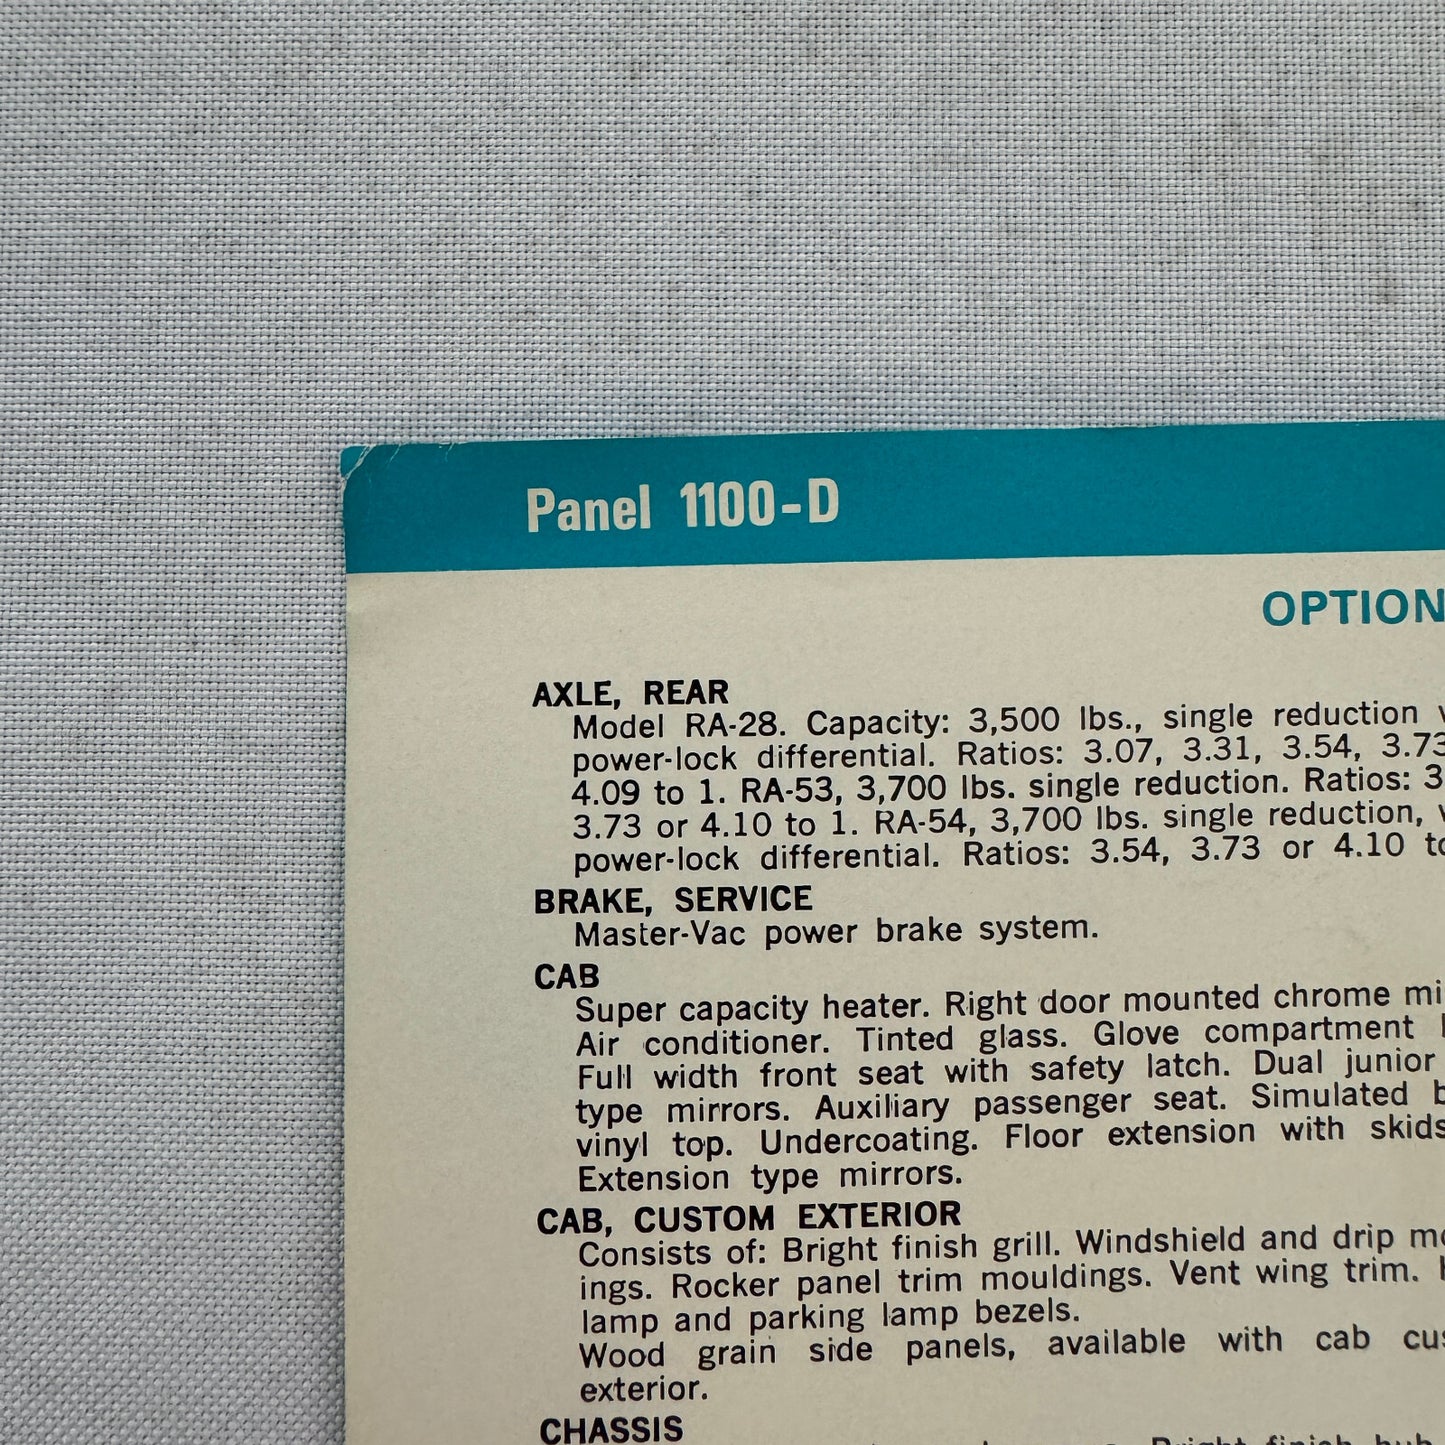 Panel 1100-D
OPTION
AXLE, REAR
Model RA-28. Capacity: 3,500 lbs., single reduction
power-lock differential. Ratios: 3.07, 3.31, 3.54, 3.73
4.09 to 1. RA-53, 3,700 lbs. single reduction. Ratios: 3
3.73 or 4.10 to 1. RA-54, 3,700 lbs. single reduction,
power-lock differential. Ratios: 3.54, 3.73 or 4.10
BRAKE, SERVICE
Master-Vac power brake system.
CAB
Super capacity heater. Right door mounted chrome
Air conditioner. Tinted glass. Glove compartment
Full width front seat with safety latch. Dual junior
type mirrors. Auxiliary passenger seat. Simulated
vinyl top. Undercoating. Floor extension with skids
Extension type mirrors.
CAB, CUSTOM EXTERIOR
Consists of: Bright finish grill. Windshield and drip
ings. Rocker panel trim mouldings. Vent wing trim.
lamp and parking lamp bezels.
Wood grain side panels, available with cab
exterior.
CHASSIS